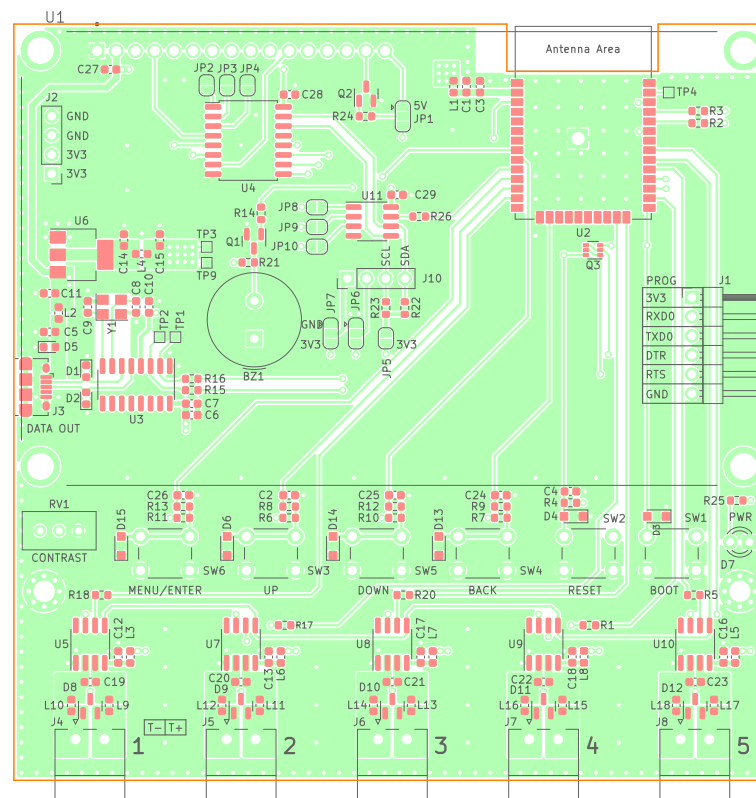 U1
Antenna Area
C27
JP2 JP3 JP4
C28
Q2
R24
5V
JP1
L1
C1
C3
TP4
R3
R2
J2
GND
GND
3V3
3V3
U4
U11
C29
JP8
R14
JP9
R26
JP10
Q1
R21
SCL
SDA
J10
U2
Q3
U6
C14
L4
C15
TP3
TP9
C11
C8
C10
L2
C9
Y1
C5
D5
TP2
TP1
JP7
JP6
R23
R22
GND
3V3
3V3
JP5
BZ1
PROG
J1
3V3
RXD0
TXD0
DTR
RTS
GND
D1
D2
J3
DATA OUT
U3
R16
R15
C7
C6
RV1
CONTRAST
C26
R13
R11
D15
SW6
MENU/ENTER
C2
R8
R6
D6
SW3
UP
C25
R12
R10
D14
SW5
DOWN
C24
R9
R7
D13
SW4
BACK
C4
R4
D4
SW2
RESET
D3
SW1
BOOT
R25
PWR
D7
R18
R17
R20
R1
R5
U5
C12
L3
U7
C13
L6
U8
C17
L7
U9
C18
L8
U10
C16
L5
D8
C19
C20
D9
D10
C21
C22
D11
D12
C23
L10
L9
L12
L11
L14
L13
L16
L15
L18
L17
J4
J5
J6
J7
J8
T- T+
1
2
3
4
5